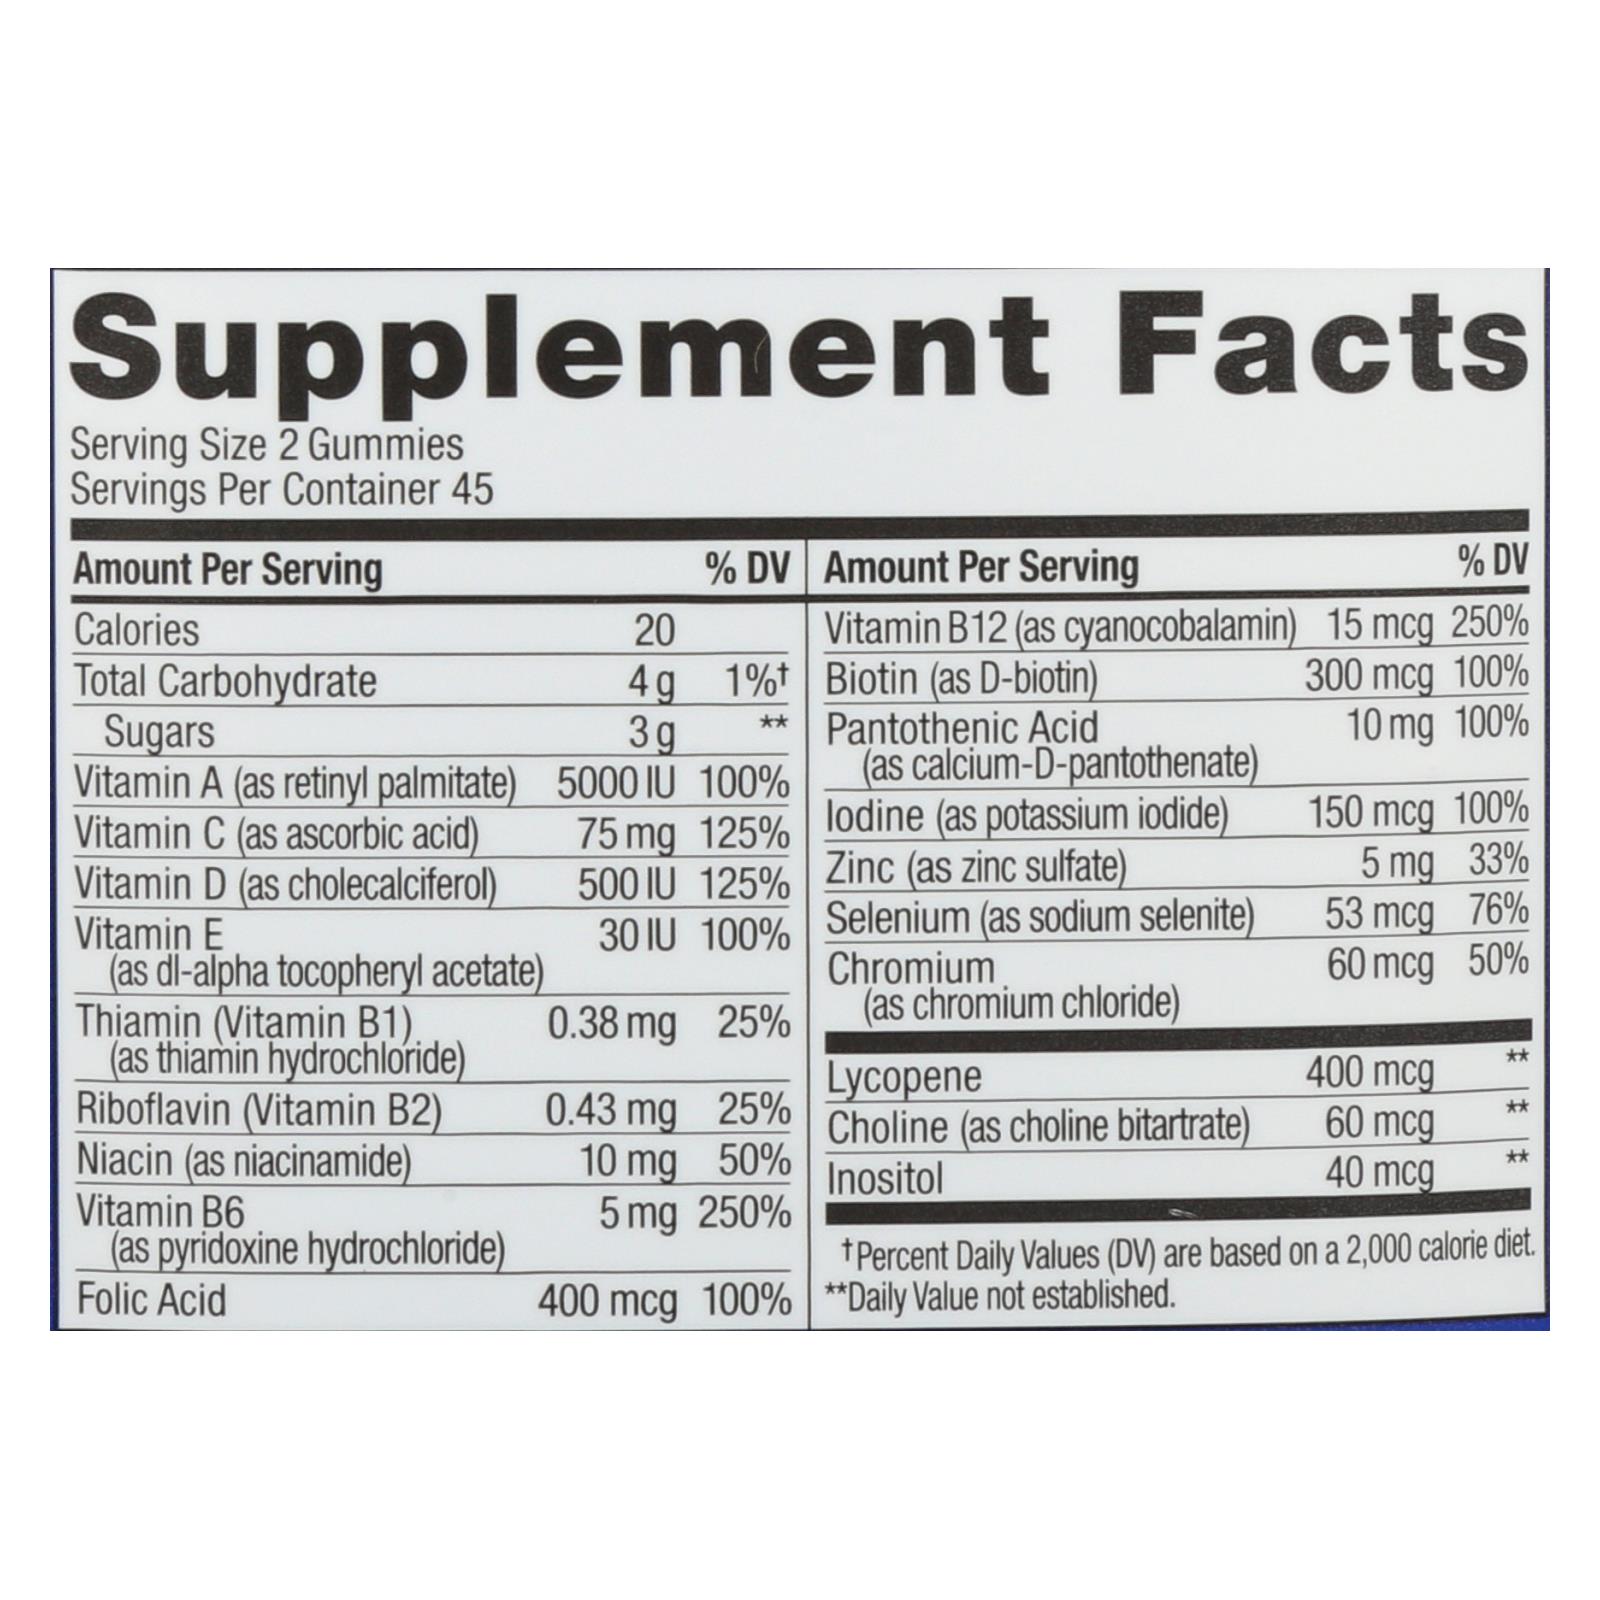 Supplement Facts
Serving Size 2 Gummies
Servings Per Container 45
Amount Per Serving % DV
Calories 20
Total Carbohydrate 4 g 1%†
Sugars 3 g **
Vitamin A (as retinyl palmitate) 5000 IU 100%
Vitamin C (as ascorbic acid) 75 mg 125%
Vitamin D (as cholecalciferol) 500 IU 125%
Vitamin E 30 IU 100%
(as dl-alpha tocopheryl acetate)
Thiamin (Vitamin B1) 0.38 mg 25%
(as thiamin hydrochloride)
Riboflavin (Vitamin B2) 0.43 mg 25%
Niacin (as niacinamide) 10 mg 50%
Vitamin B6 5 mg 250%
(as pyridoxine hydrochloride)
Folic Acid 400 mcg 100%
Amount Per Serving % DV
Vitamin B12 (as cyanocobalamin) 15 mcg 250%
Biotin (as D-biotin) 300 mcg 100%
Pantothenic Acid 10 mg 100%
(as calcium-D-pantothenate)
Iodine (as potassium iodide) 150 mcg 100%
Zinc (as zinc sulfate) 5 mg 33%
Selenium (as sodium selenite) 53 mcg 76%
Chromium 60 mcg 50%
(as chromium chloride)
Lycopene 400 mcg **
Choline (as choline bitartrate) 60 mcg **
Inositol 40 mcg **
†Percent Daily Values (DV) are based on a 2,000 calorie diet.
**Daily Value not established.